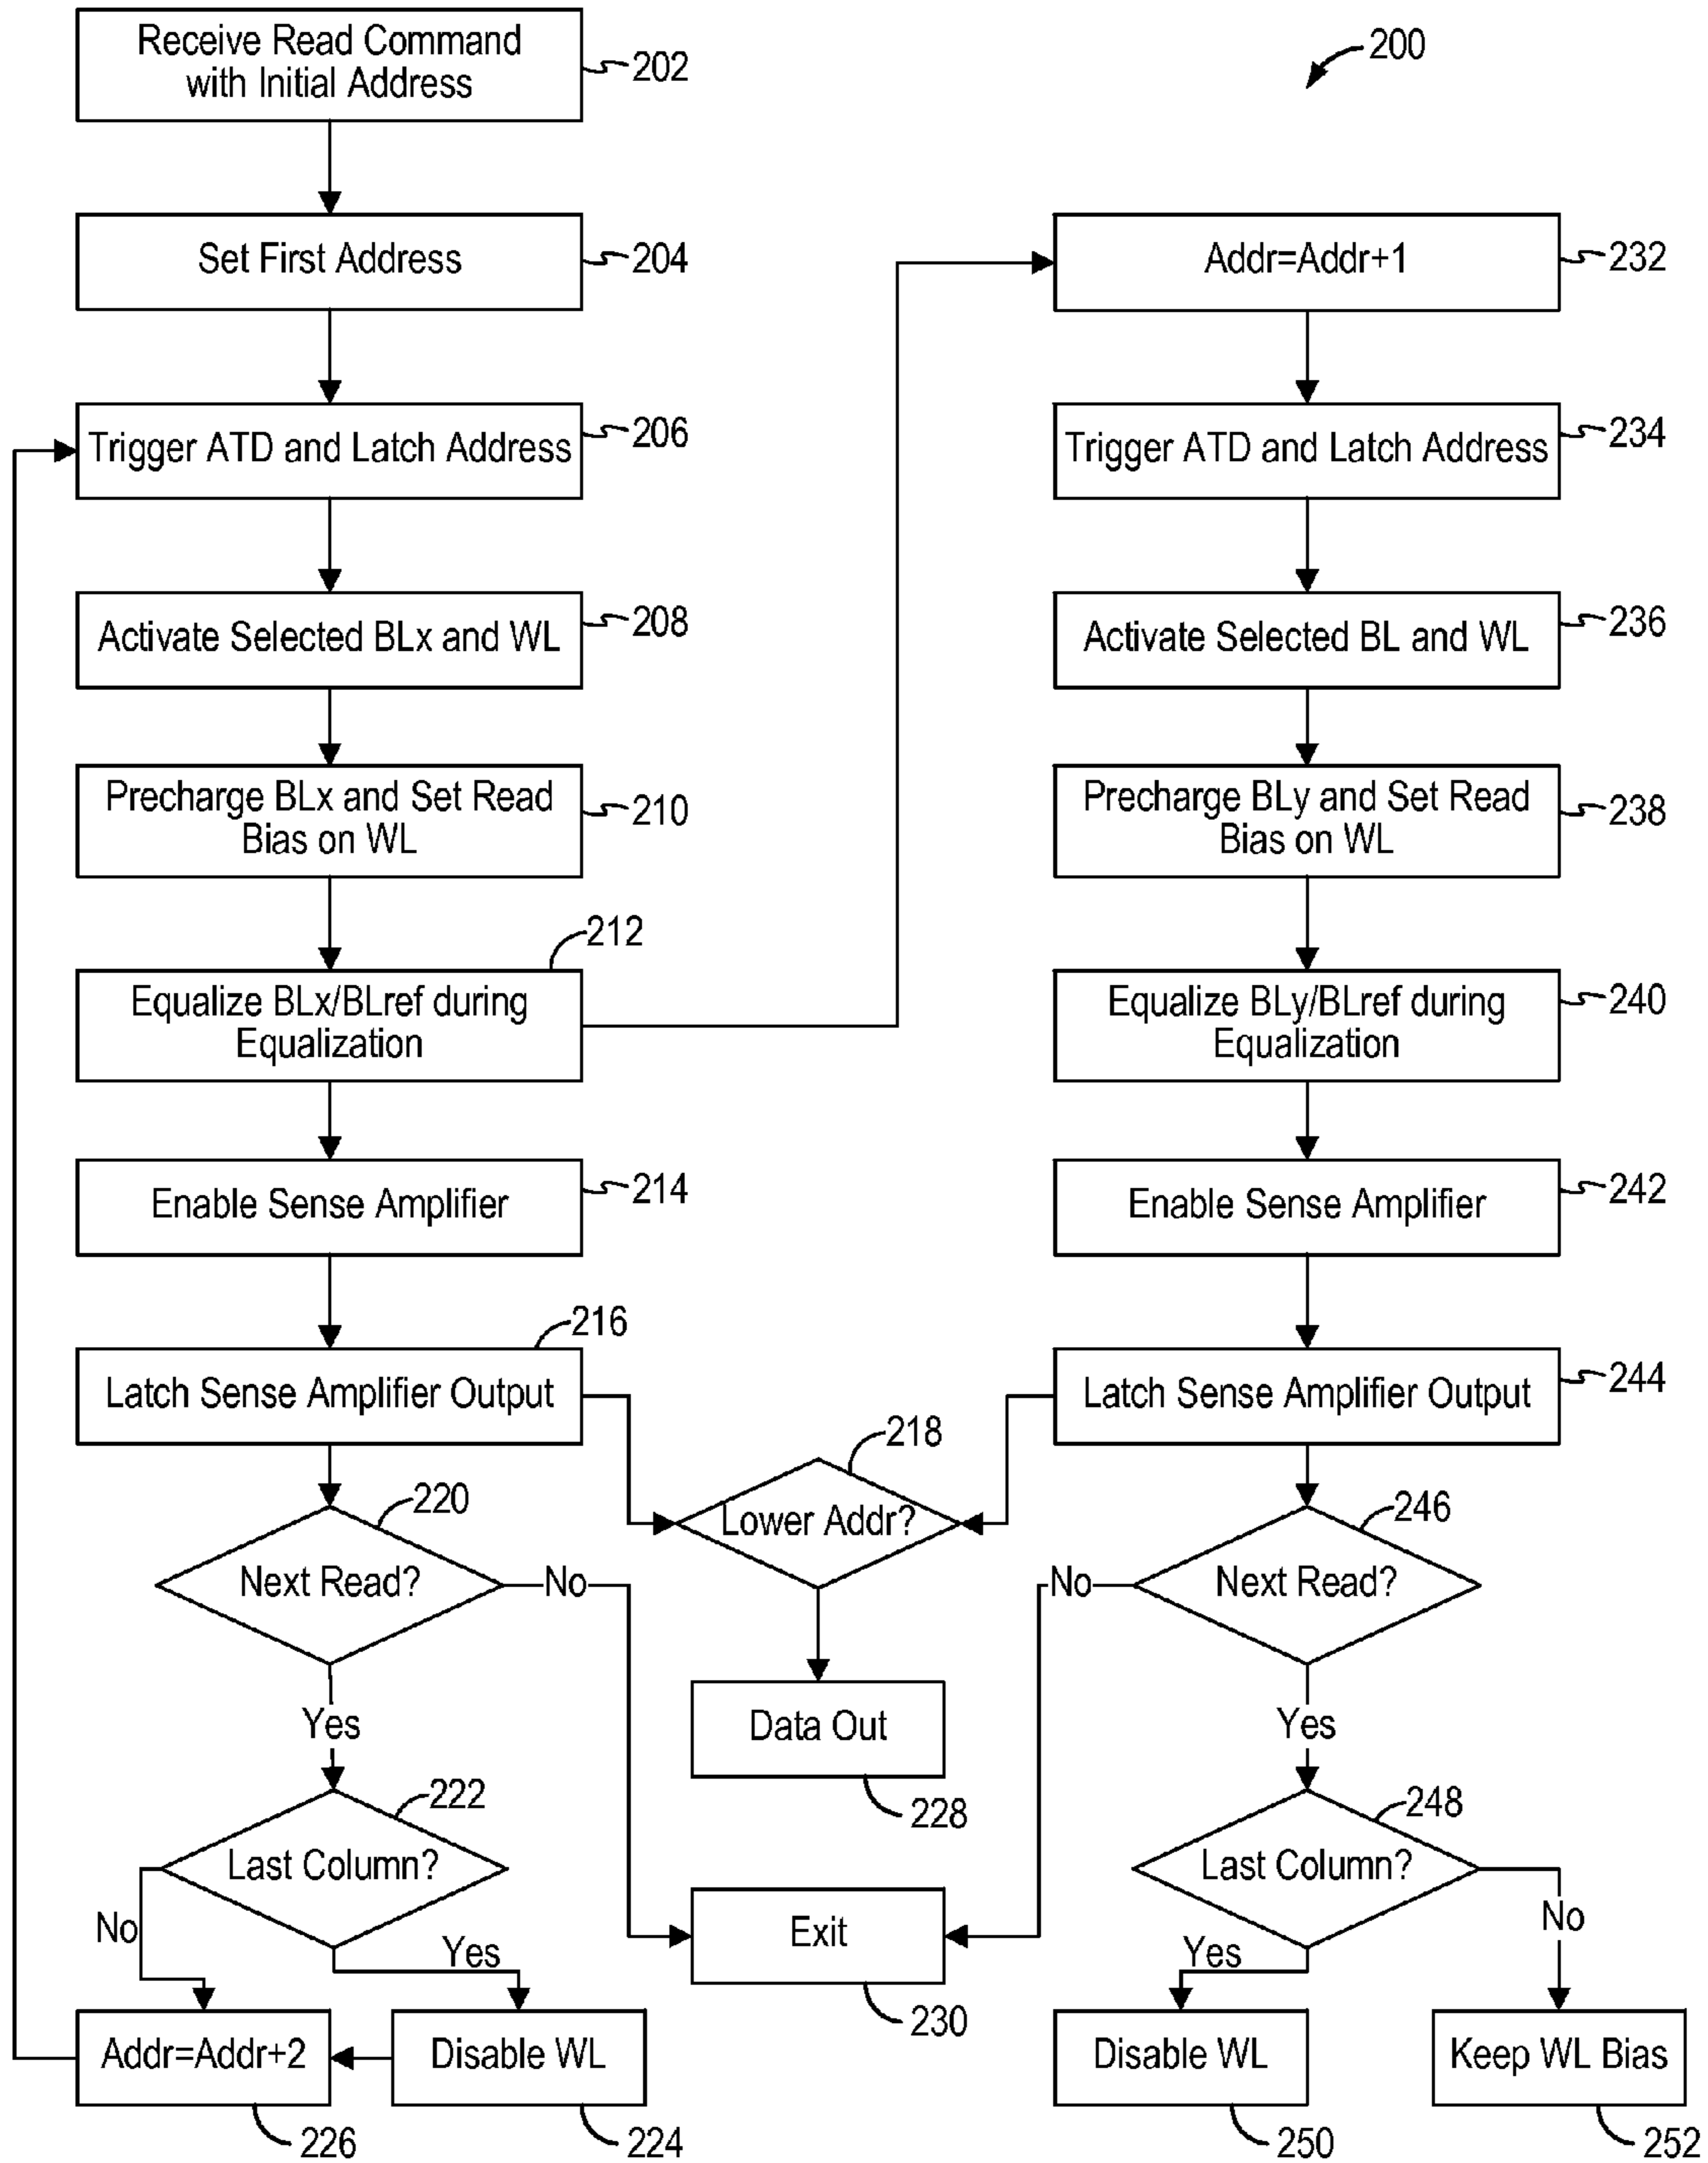 200
Receive Read Command
with Initial Address
202
Set First Address
204
Trigger ATD and Latch Address
206
Activate Selected BLx and WL
208
Precharge BLx and Set Read
Bias on WL
210
212
Equalize BLx/BLref during
Equalization
Enable Sense Amplifier
214
216
Latch Sense Amplifier Output
218
Lower Addr?
220
Next Read?
No
Yes
222
Last Column?
No
Yes
Addr=Addr+2
226
Disable WL
224
Data Out
228
Exit
230
Addr=Addr+1
232
Trigger ATD and Latch Address
234
Activate Selected BL and WL
236
Precharge BLy and Set Read
Bias on WL
238
Equalize BLy/BLref during
Equalization
240
Enable Sense Amplifier
242
Latch Sense Amplifier Output
244
246
Next Read?
No
Yes
248
Last Column?
Yes
No
Disable WL
250
Keep WL Bias
252